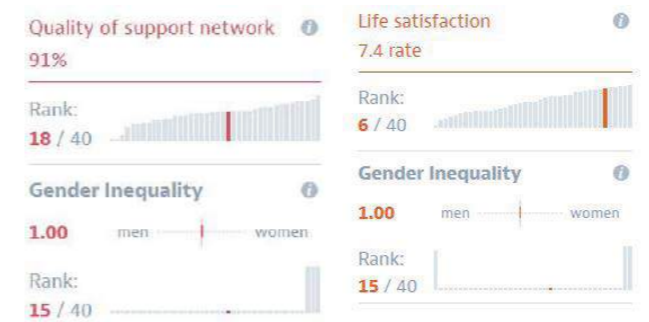 Quality of support network
91%
Rank:
18 / 40
Gender Inequality
1.00 men women
Rank:
15 / 40
Life satisfaction
7.4 rate
Rank:
6 / 40
Gender Inequality
1.00 men women
Rank:
15 / 40